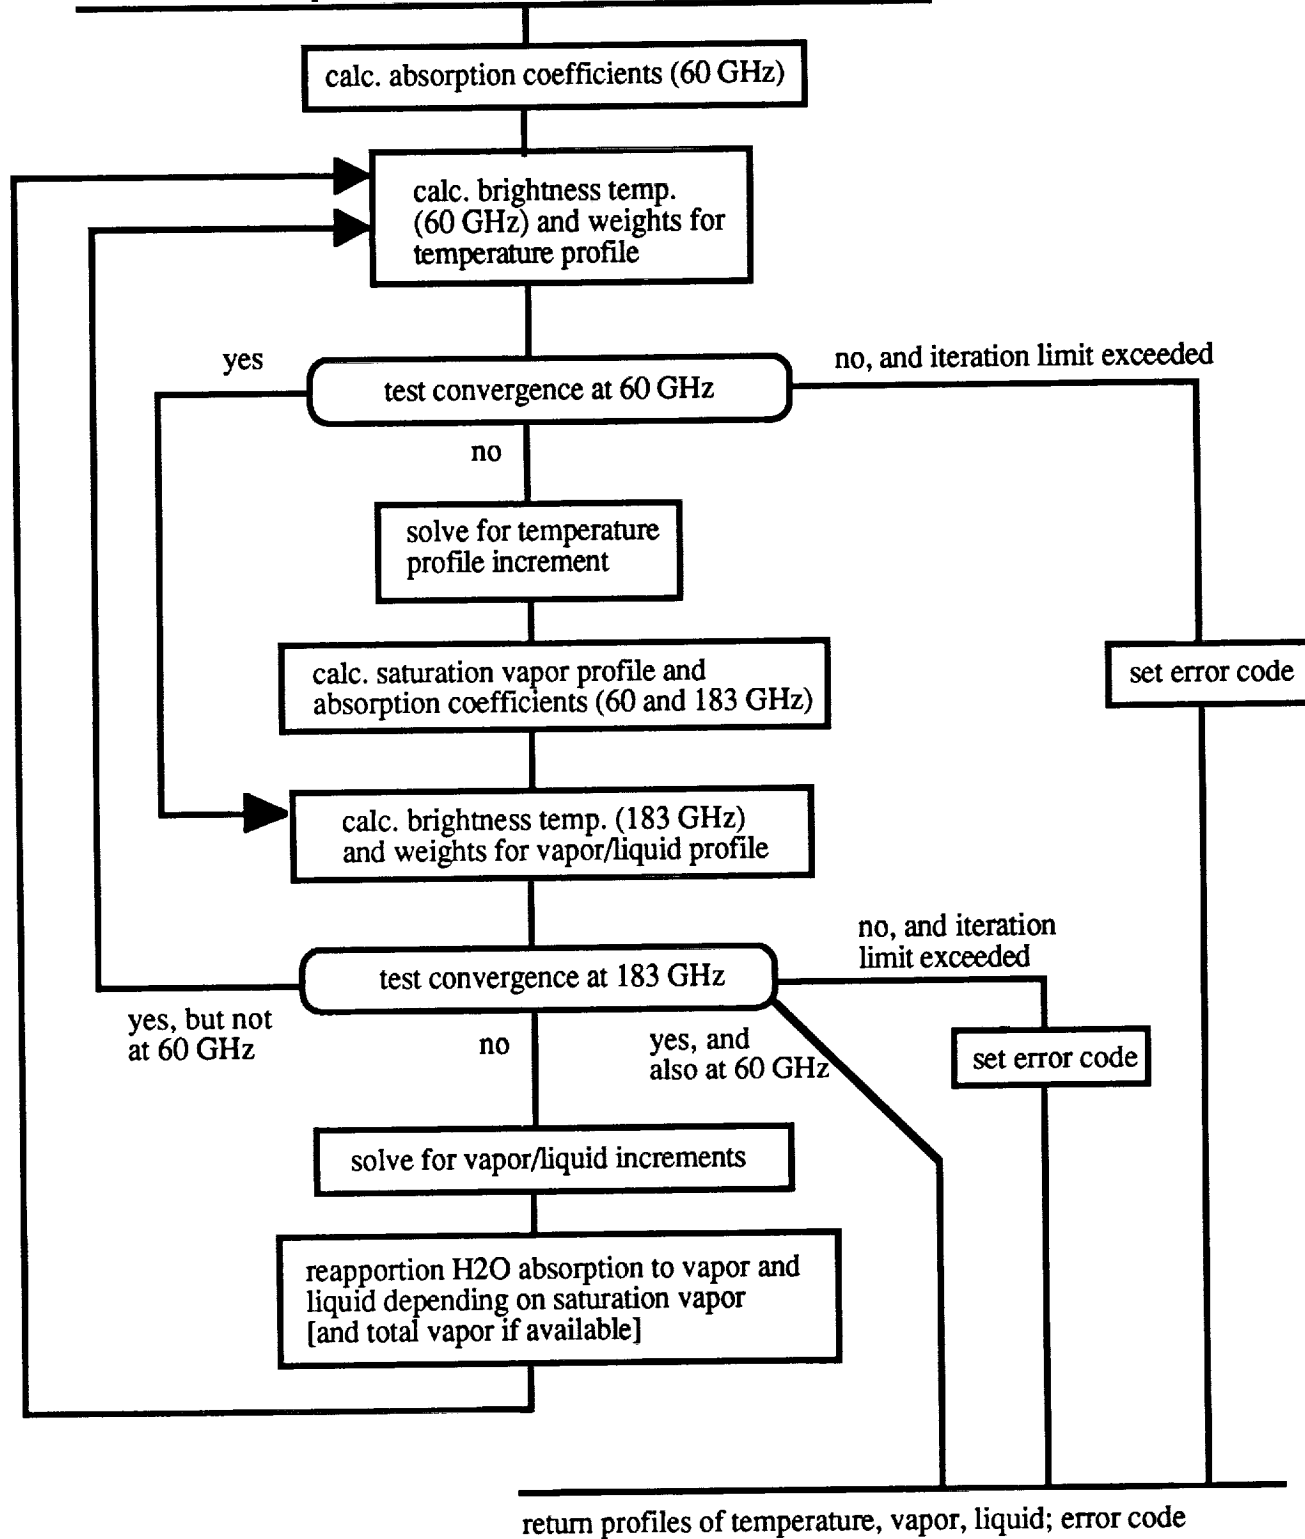 calc. absorption coefficients (60 GHz)
calc. brightness temp.
(60 GHz) and weights for
temperature profile
yes
test convergence at 60 GHz
no, and iteration limit exceeded
no
solve for temperature
profile increment
calc. saturation vapor profile and
absorption coefficients (60 and 183 GHz)
set error code
calc. brightness temp. (183 GHz)
and weights for vapor/liquid profile
no, and iteration
limit exceeded
test convergence at 183 GHz
yes, but not
at 60 GHz
no
yes, and
also at 60 GHz
set error code
solve for vapor/liquid increments
reapportion H2O absorption to vapor and
liquid depending on saturation vapor
[and total vapor if available]
return profiles of temperature, vapor, liquid; error code